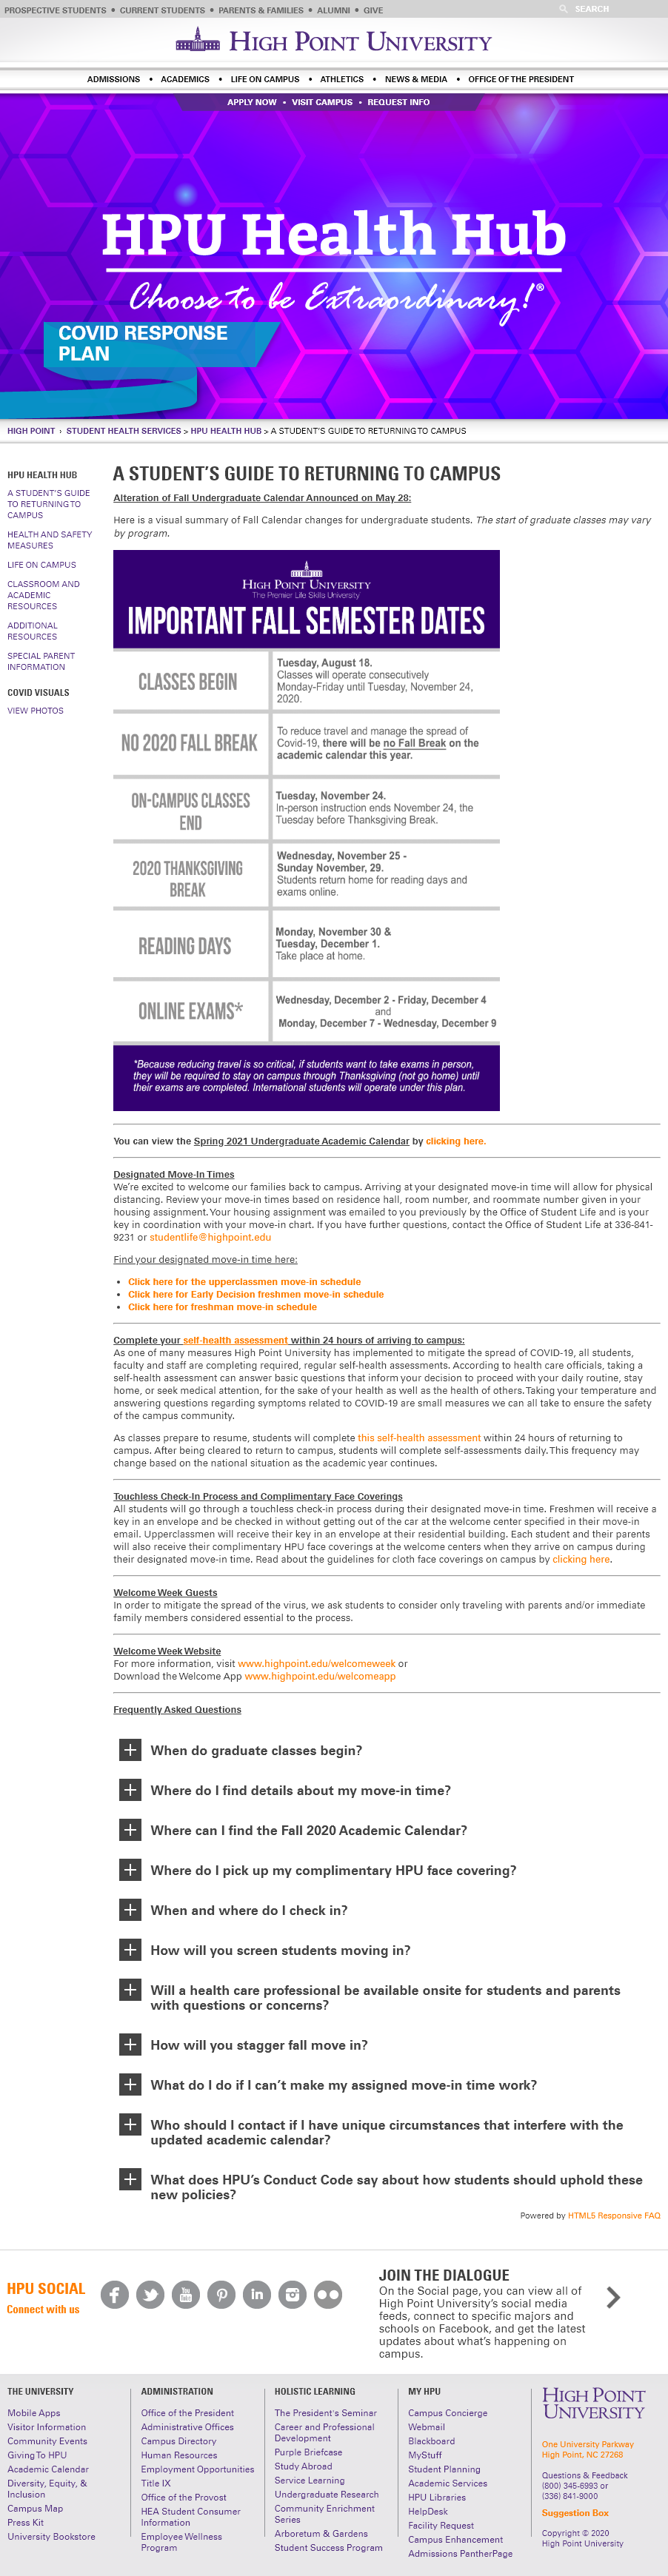 PROSPECTIVE STUDENTS • CURRENT STUDENTS • PARENTS & FAMILIES • ALUMNI • GIVE
SEARCH
HIGH POINT UNIVERSITY
ADMISSIONS • ACADEMICS • LIFE ON CAMPUS • ATHLETICS • NEWS & MEDIA • OFFICE OF THE PRESIDENT
APPLY NOW • VISIT CAMPUS • REQUEST INFO
HPU Health Hub
Choose to be Extraordinary!®
COVID RESPONSE
PLAN
HIGH POINT › STUDENT HEALTH SERVICES > HPU HEALTH HUB > A STUDENT'S GUIDE TO RETURNING TO CAMPUS
HPU HEALTH HUB
A STUDENT'S GUIDE
TO RETURNING TO
CAMPUS
HEALTH AND SAFETY
MEASURES
LIFE ON CAMPUS
CLASSROOM AND
ACADEMIC
RESOURCES
ADDITIONAL
RESOURCES
SPECIAL PARENT
INFORMATION
COVID VISUALS
VIEW PHOTOS
A STUDENT'S GUIDE TO RETURNING TO CAMPUS
Alteration of Fall Undergraduate Calendar Announced on May 28:
Here is a visual summary of Fall Calendar changes for undergraduate students. The start of graduate classes may vary
by program.
HIGH POINT UNIVERSITY
The Premier Life Skills University
IMPORTANT FALL SEMESTER DATES
CLASSES BEGIN
Tuesday, August 18.
Classes will operate consecutively
Monday-Friday until Tuesday, November 24,
2020.
NO 2020 FALL BREAK
To reduce travel and manage the spread of
Covid-19, there will be no Fall Break on the
academic calendar this year.
ON-CAMPUS CLASSES
END
Tuesday, November 24.
In-person instruction ends November 24, the
Tuesday before Thanksgiving Break.
2020 THANKSGIVING
BREAK
Wednesday, November 25 -
Sunday November, 29.
Students return home for reading days and
exams online.
READING DAYS
Monday, November 30 &
Tuesday, December 1.
Take place at home.
ONLINE EXAMS*
Wednesday, December 2 - Friday, December 4
and
Monday, December 7 - Wednesday, December 9
*Because reducing travel is so critical, if students want to take exams in person,
they will be required to stay on campus through Thanksgiving (not go home) until
their exams are completed. International students will operate under this plan.
You can view the Spring 2021 Undergraduate Academic Calendar by clicking here.
Designated Move-In Times
We're excited to welcome our families back to campus. Arriving at your designated move-in time will allow for physical
distancing. Review your move-in times based on residence hall, room number, and roommate number given in your
housing assignment. Your housing assignment was emailed to you previously by the Office of Student Life and is your
key in coordination with your move-in chart. If you have further questions, contact the Office of Student Life at 336-841-
9231 or studentlife@highpoint.edu
Find your designated move-in time here:
• Click here for the upperclassmen move-in schedule
• Click here for Early Decision freshmen move-in schedule
• Click here for freshman move-in schedule
Complete your self-health assessment within 24 hours of arriving to campus:
As one of many measures High Point University has implemented to mitigate the spread of COVID-19, all students,
faculty and staff are completing required, regular self-health assessments. According to health care officials, taking a
self-health assessment can answer basic questions that inform your decision to proceed with your daily routine, stay
home, or seek medical attention, for the sake of your health as well as the health of others. Taking your temperature and
answering questions regarding symptoms related to COVID-19 are small measures we can all take to ensure the safety
of the campus community.
As classes prepare to resume, students will complete this self-health assessment within 24 hours of returning to
campus. After being cleared to return to campus, students will complete self-assessments daily. This frequency may
change based on the national situation as the academic year continues.
Touchless Check-In Process and Complimentary Face Coverings
All students will go through a touchless check-in process during their designated move-in time. Freshmen will receive a
key in an envelope and be checked in without getting out of the car at the welcome center specified in their move-in
email. Upperclassmen will receive their key in an envelope at their residential building. Each student and their parents
will also receive their complimentary HPU face coverings at the welcome centers when they arrive on campus during
their designated move-in time. Read about the guidelines for cloth face coverings on campus by clicking here.
Welcome Week Guests
In order to mitigate the spread of the virus, we ask students to consider only traveling with parents and/or immediate
family members considered essential to the process.
Welcome Week Website
For more information, visit www.highpoint.edu/welcomeweek or
Download the Welcome App www.highpoint.edu/welcomeapp
Frequently Asked Questions
When do graduate classes begin?
Where do I find details about my move-in time?
Where can I find the Fall 2020 Academic Calendar?
Where do I pick up my complimentary HPU face covering?
When and where do I check in?
How will you screen students moving in?
Will a health care professional be available onsite for students and parents
with questions or concerns?
How will you stagger fall move in?
What do I do if I can't make my assigned move-in time work?
Who should I contact if I have unique circumstances that interfere with the
updated academic calendar?
What does HPU's Conduct Code say about how students should uphold these
new policies?
Powered by HTML5 Responsive FAQ
HPU SOCIAL
Connect with us
JOIN THE DIALOGUE
On the Social page, you can view all of
High Point University's social media
feeds, connect to specific majors and
schools on Facebook, and get the latest
updates about what's happening on
campus.
THE UNIVERSITY
Mobile Apps
Visitor Information
Community Events
Giving To HPU
Academic Calendar
Diversity, Equity, &
Inclusion
Campus Map
Press Kit
University Bookstore
ADMINISTRATION
Office of the President
Administrative Offices
Campus Directory
Human Resources
Employment Opportunities
Title IX
Office of the Provost
HEA Student Consumer
Information
Employee Wellness
Program
HOLISTIC LEARNING
The President's Seminar
Career and Professional
Development
Purple Briefcase
Study Abroad
Service Learning
Undergraduate Research
Community Enrichment
Series
Arboretum & Gardens
Student Success Program
MY HPU
Campus Concierge
Webmail
Blackboard
MyStuff
Student Planning
Academic Services
HPU Libraries
HelpDesk
Facility Request
Campus Enhancement
Admissions PantherPage
HIGH POINT
UNIVERSITY
One University Parkway
High Point, NC 27268
Questions & Feedback
(800) 345-6993 or
(336) 841-9000
Suggestion Box
Copyright © 2020
High Point University